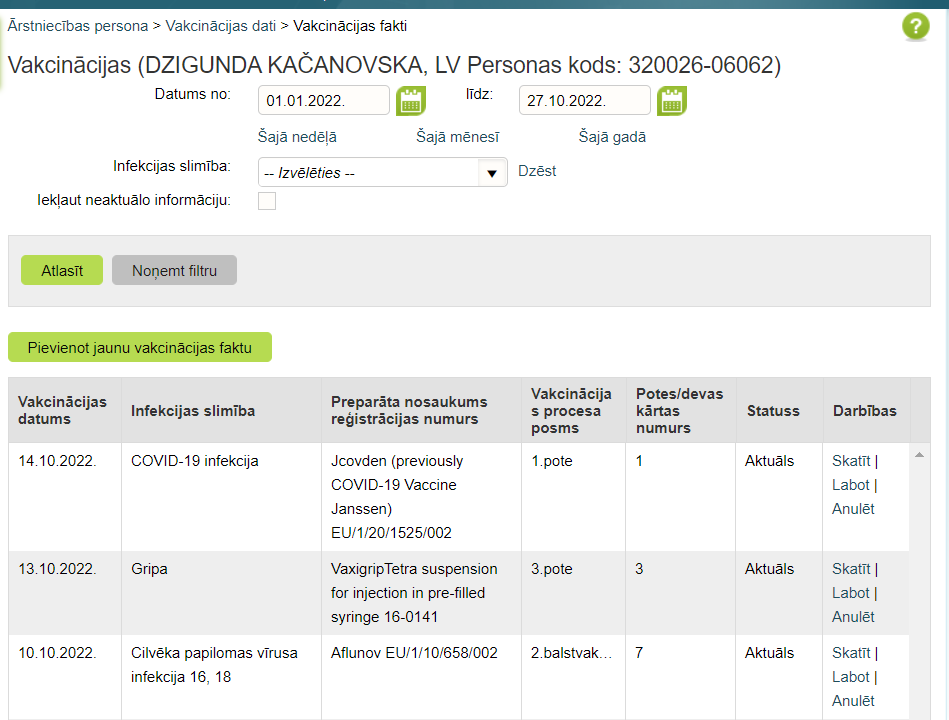 Ārstniecības persona > Vakcinācijas dati > Vakcinācijas fakti
?
Vakcinācijas (DZIGUNDA KAČANOVSKA, LV Personas kods: 320026-06062)
Datums no: 01.01.2022. līdz: 27.10.2022.
Šajā nedēļā Šajā mēnesī Šajā gadā
Infekcijas slimība: -- Izvēlēties -- Dzēst
Iekļaut neaktuālo informāciju:
Atlasīt Noņemt filtru
Pievienot jaunu vakcinācijas faktu
Vakcinācijas datums
Infekcijas slimība
Preparāta nosaukums
reģistrācijas numurs
Vakcinācija
s procesa
posms
Potes/devas
kārtas
numurs
Statuss
Darbības
14.10.2022.
COVID-19 infekcija
Jcovden (previously
COVID-19 Vaccine
Janssen)
EU/1/20/1525/002
1.pote
1
Aktuāls
Skatīt |
Labot |
Anulēt
13.10.2022.
Gripa
VaxigripTetra suspension
for injection in pre-filled
syringe 16-0141
3.pote
3
Aktuāls
Skatīt |
Labot |
Anulēt
10.10.2022.
Cilvēka papilomas vīrusa
infekcija 16, 18
Aflunov EU/1/10/658/002
2.balstvak...
7
Aktuāls
Skatīt |
Labot |
Anulēt